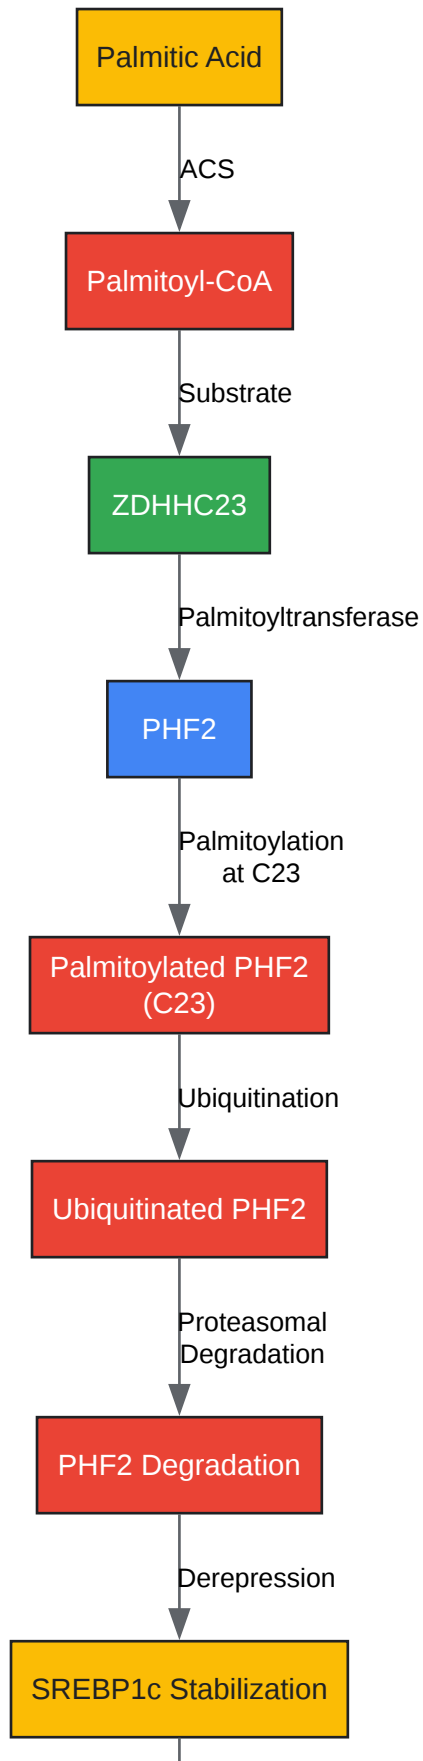 Palmitic Acid
ACS
Palmitoyl-CoA
Substrate
ZDHHC23
Palmitoyltransferase
PHF2
Palmitoylation
at C23
Palmitoylated PHF2
(C23)
Ubiquitination
Ubiquitinated PHF2
Proteasomal
Degradation
PHF2 Degradation
Derepression
SREBP1c Stabilization